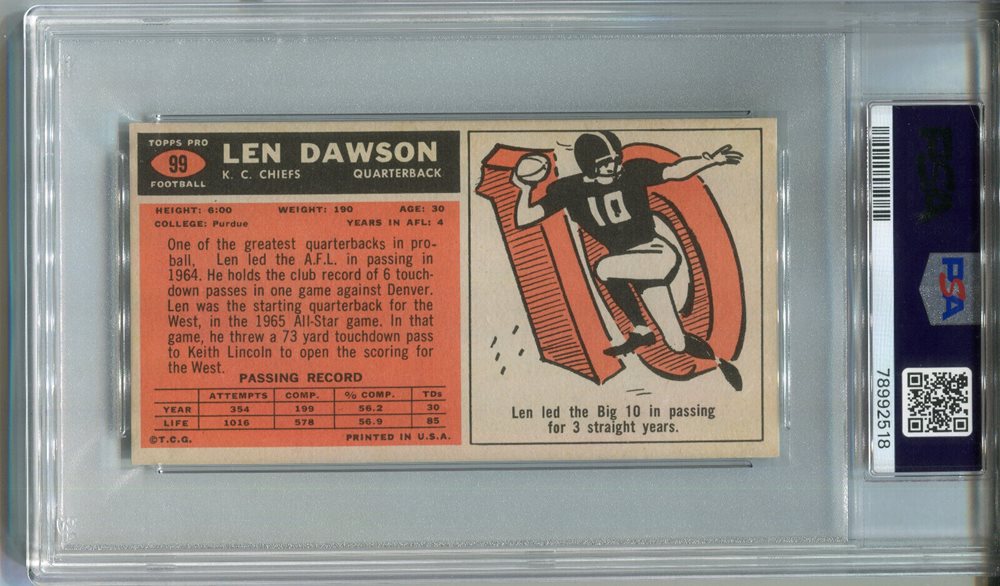 TOPPS PRO
99
FOOTBALL
LEN DAWSON
K. C. CHIEFS QUARTERBACK
HEIGHT: 6:00 WEIGHT: 190 AGE: 30
COLLEGE: Purdue YEARS IN AFL: 4
One of the greatest quarterbacks in pro-
ball, Len led the A.F.L. in passing in
1964. He holds the club record of 6 touch-
down passes in one game against Denver.
Len was the starting quarterback for the
West, in the 1965 All-Star game. In that
game, he threw a 73 yard touchdown pass
to Keith Lincoln to open the scoring for
the West.
PASSING RECORD
ATTEMPTS COMP. % COMP. TDs
YEAR 354 199 56.2 30
LIFE 1016 578 56.9 85
©T.C.G. PRINTED IN U.S.A.
10
10
Len led the Big 10 in passing
for 3 straight years.
PSA
PSA
78992518